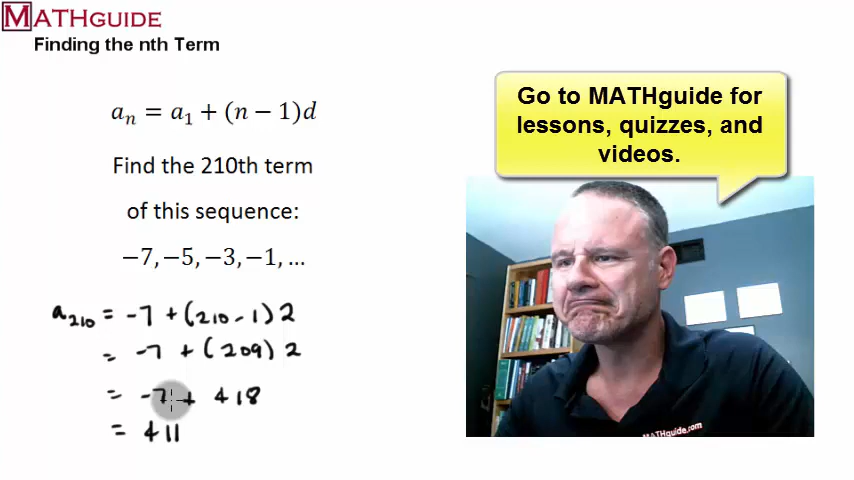 MATHGUIDE
Finding the nth Term
aₙ = a₁ + (n − 1)d
Find the 210th term
of this sequence:
−7, −5, −3, −1, ...
a₂₁₀ = -7 + (210 - 1) 2
= -7 + (209) 2
= -7 + 418
= 411
Go to MATHguide for
lessons, quizzes, and
videos.
MATHguide.com